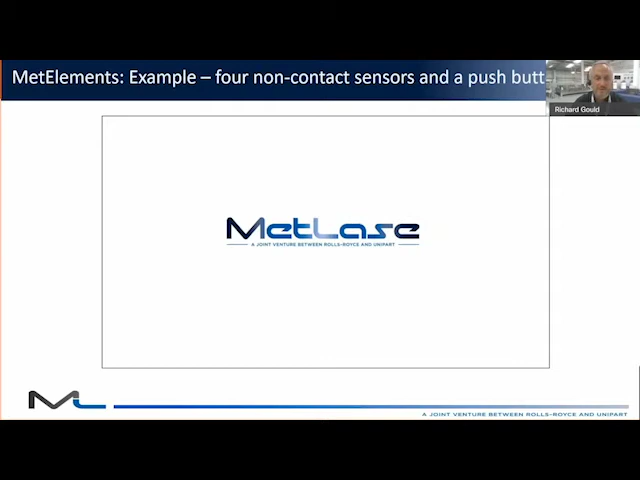 MetElements: Example – four non-contact sensors and a push butt
Richard Gould
MetLase
A JOINT VENTURE BETWEEN ROLLS-ROYCE AND UNIPART
ML
A JOINT VENTURE BETWEEN ROLLS-ROYCE AND UNIPART